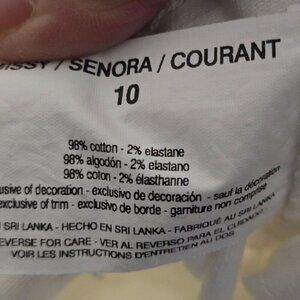 MISSY / SENORA / COURANT
10
98% cotton - 2% elastane
98% algodón - 2% elastano
98% coton - 2% élasthanne
usive of decoration - exclusivo de decoración - sauf la décoration
exclusive of trim - exclusivo de borde - garniture non comprise
SRI LANKA - HECHO EN SRI LANKA - FABRIQUÉ AU SRI LANKA
REVERSE FOR CARE - VER AL REVERSO PARA EL CUIDADO
VOIR LES INSTRUCTIONS D'ENTRETIEN AU DOS